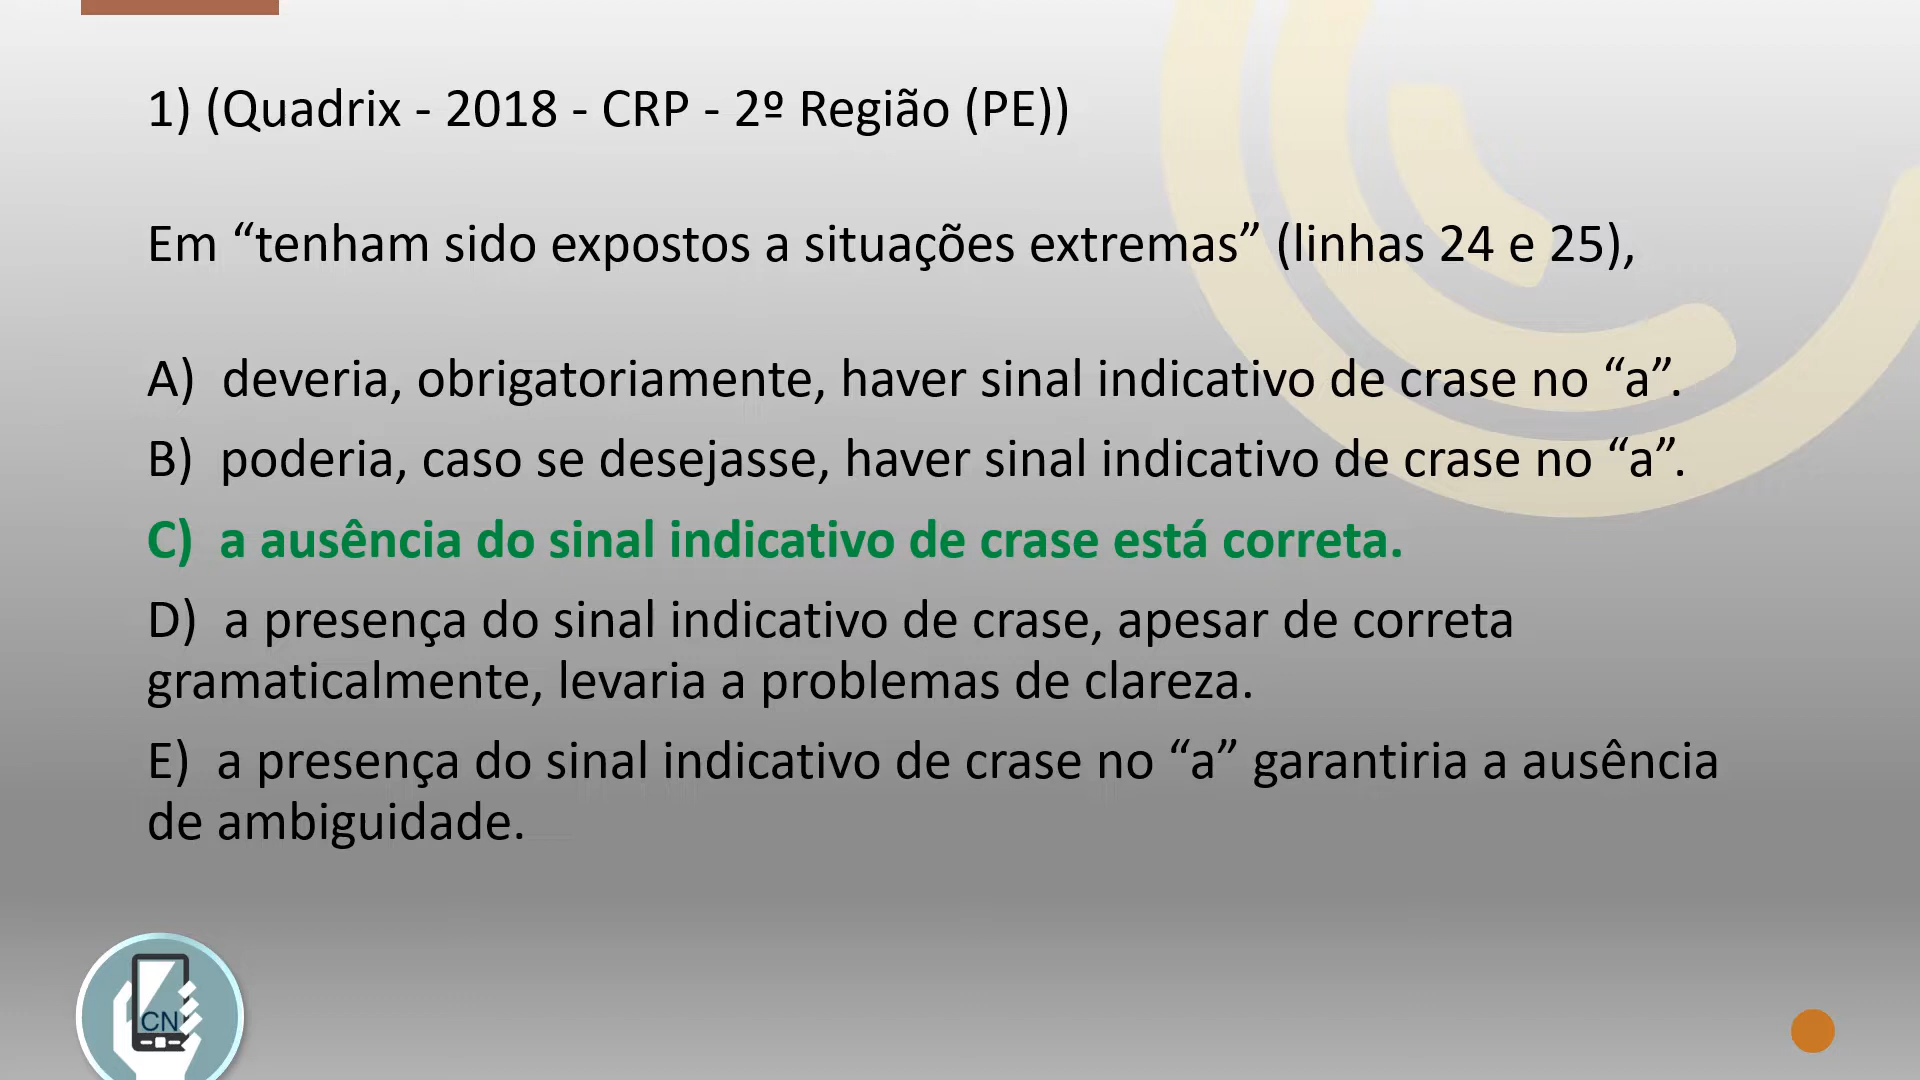 1) (Quadrix - 2018 - CRP - 2º Região (PE))
Em “tenham sido expostos a situações extremas” (linhas 24 e 25),
A) deveria, obrigatoriamente, haver sinal indicativo de crase no “a”.
B) poderia, caso se desejasse, haver sinal indicativo de crase no “a”.
C) a ausência do sinal indicativo de crase está correta.
D) a presença do sinal indicativo de crase, apesar de correta
gramaticalmente, levaria a problemas de clareza.
E) a presença do sinal indicativo de crase no “a” garantiria a ausência
de ambiguidade.
CN